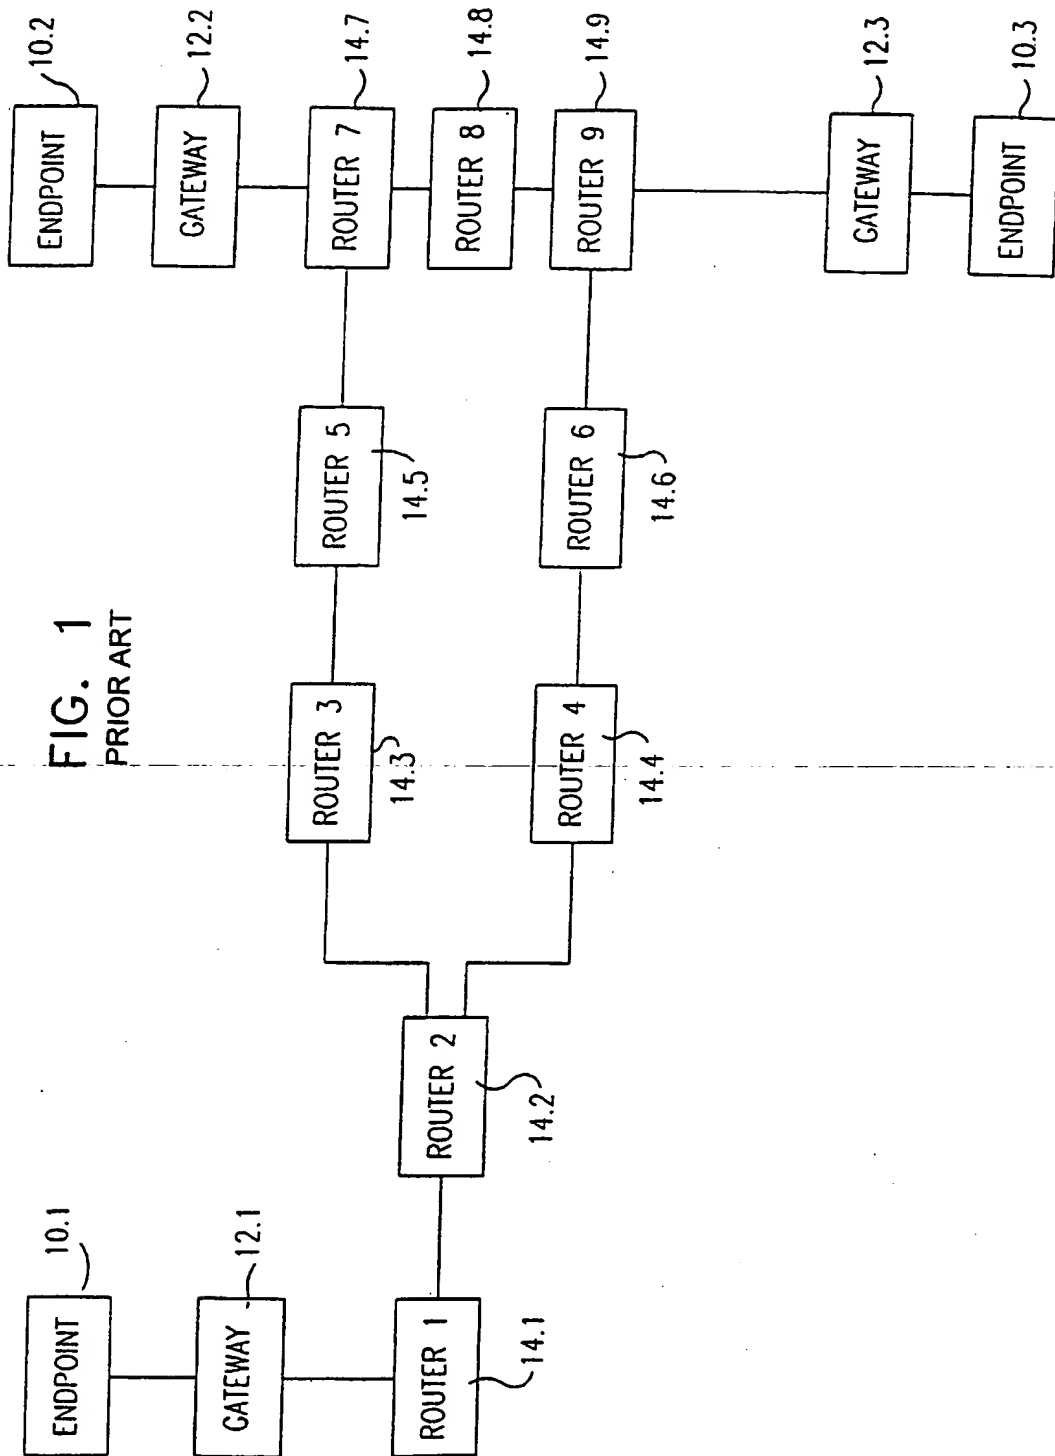 FIG. 1
PRIOR ART
ENDPOINT
10.1
GATEWAY
12.1
ROUTER 1
14.1
ROUTER 2
14.2
ROUTER 3
14.3
ROUTER 4
14.4
ROUTER 5
14.5
ROUTER 6
14.6
ENDPOINT
10.2
GATEWAY
12.2
ROUTER 7
14.7
ROUTER 8
14.8
ROUTER 9
14.9
GATEWAY
12.3
ENDPOINT
10.3